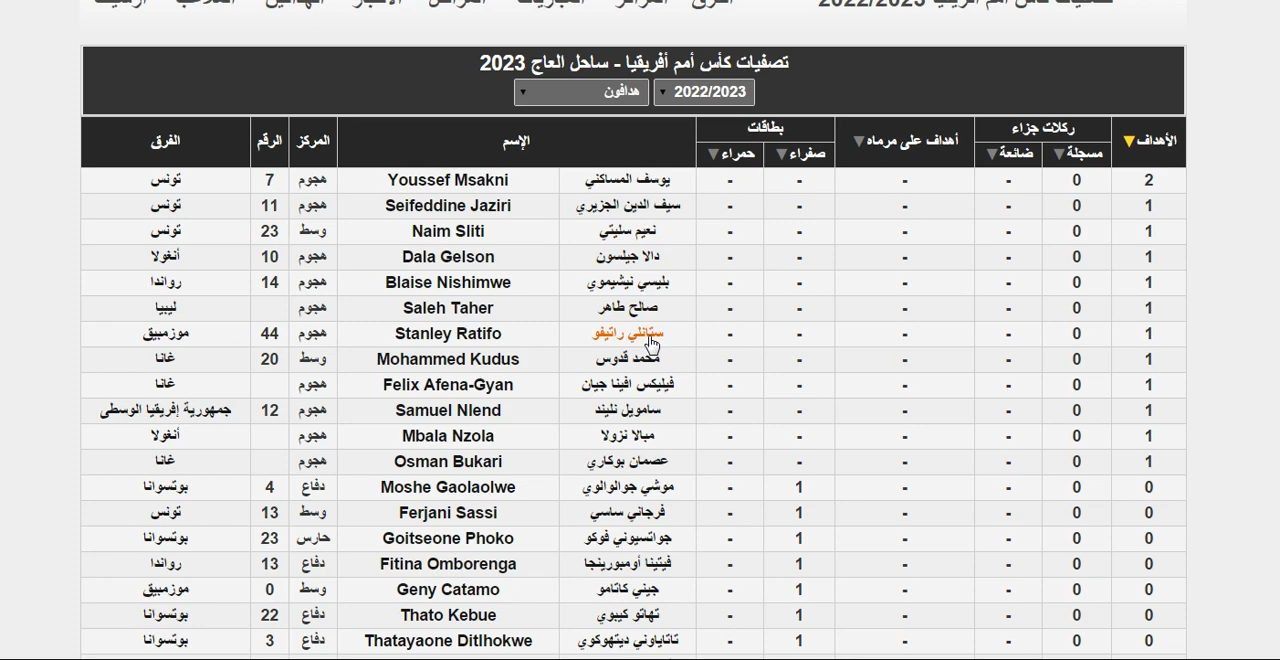 تصفيات كأس أمم أفريقيا 2022/2023
تصفيات كأس أمم أفريقيا - ساحل العاج 2023
2022/2023 هدافون
الأهداف ركلات جزاء أهداف على مرماه بطاقات الإسم المركز الرقم الفرق
مسجلة ضائعة صفراء حمراء
2 0 - - - - يوسف المساكني Youssef Msakni هجوم 7 تونس
1 0 - - - - سيف الدين الجزيري Seifeddine Jaziri هجوم 11 تونس
1 0 - - - - نعيم سليتي Naim Sliti وسط 23 تونس
1 0 - - - - دالا جيلسون Dala Gelson هجوم 10 أنغولا
1 0 - - - - بليسي نيشيموي Blaise Nishimwe هجوم 14 رواندا
1 0 - - - - صالح طاهر Saleh Taher هجوم ليبيا
1 0 - - - - ستانلي راتيفو Stanley Ratifo هجوم 44 موزمبيق
1 0 - - - - محمد قدوس Mohammed Kudus وسط 20 غانا
1 0 - - - - فيليكس افينا جيان Felix Afena-Gyan هجوم غانا
1 0 - - - - سامويل نليند Samuel Nlend هجوم 12 جمهورية إفريقيا الوسطى
1 0 - - - - مبالا نزولا Mbala Nzola هجوم أنغولا
1 0 - - - - عصمان بوكاري Osman Bukari هجوم غانا
0 0 - - 1 - موشي جوالوالوي Moshe Gaolaolwe دفاع 4 بوتسوانا
0 0 - - 1 - فرجاني ساسي Ferjani Sassi وسط 13 تونس
0 0 - - 1 - جواتسيوني فوكو Goitseone Phoko حارس 23 بوتسوانا
0 0 - - 1 - فيتينا أومبورينجا Fitina Omborenga دفاع 13 رواندا
0 0 - - 1 - جيني كاتامو Geny Catamo وسط 0 موزمبيق
0 0 - - 1 - تهاتو كيبوي Thato Kebue دفاع 22 بوتسوانا
0 0 - - 1 - تاتاياوني ديتهوكوي Thatayaone Ditlhokwe دفاع 3 بوتسوانا